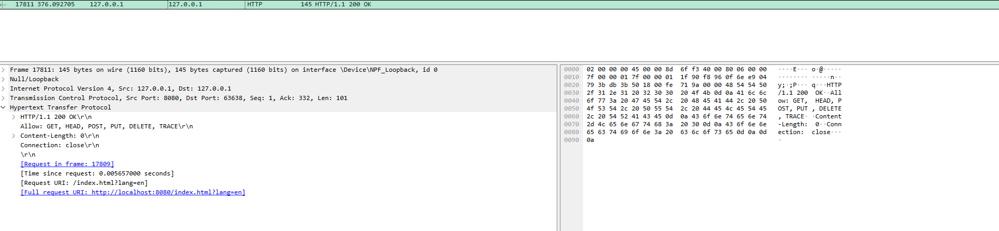 17811 376.092705 127.0.0.1 127.0.0.1 HTTP 145 HTTP/1.1 200 OK
Frame 17811: 145 bytes on wire (1160 bits), 145 bytes captured (1160 bits) on interface \Device\NPF_Loopback, id 0
Null/Loopback
Internet Protocol Version 4, Src: 127.0.0.1, Dst: 127.0.0.1
Transmission Control Protocol, Src Port: 8080, Dst Port: 63638, Seq: 1, Ack: 332, Len: 101
Hypertext Transfer Protocol
HTTP/1.1 200 OK\r\n
Allow: GET, HEAD, POST, PUT, DELETE, TRACE\r\n
Content-Length: 0\r\n
Connection: close\r\n
\r\n
[Request in frame: 17809]
[Time since request: 0.005657000 seconds]
[Request URI: /index.html?lang=en]
[Full request URI: http://localhost:8080/index.html?lang=en]
0000 02 00 00 00 45 00 00 8d 6f f3 40 00 80 06 00 00 ····E··· o·@·····
0010 7f 00 00 01 7f 00 00 01 1f 90 f8 96 0f 6e e9 04 ········ ·····n··
0020 79 3b db 3b 50 18 00 fe 71 9a 00 00 48 54 54 50 y;·;P··· q···HTTP
0030 2f 31 2e 31 20 32 30 30 20 4f 4b 0d 0a 41 6c 6c /1.1 200 OK··All
0040 6f 77 3a 20 47 45 54 2c 20 48 45 41 44 2c 20 50 ow: GET, HEAD, P
0050 4f 53 54 2c 20 50 55 54 2c 20 44 45 4c 45 54 45 OST, PUT , DELETE
0060 2c 20 54 52 41 43 45 0d 0a 43 6f 6e 74 65 6e 74 , TRACE· ·Content
0070 2d 4c 65 6e 67 74 68 3a 20 30 0d 0a 43 6f 6e 6e -Length: 0··Conn
0080 65 63 74 69 6f 6e 3a 20 63 6c 6f 73 65 0d 0a 0d ection: close···
0090 0a ·